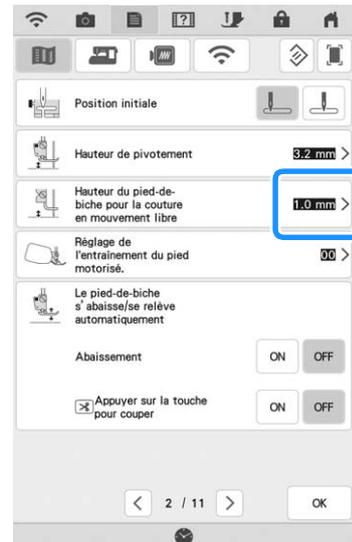 Position initiale
Hauteur de pivotement
3.2 mm >
Hauteur du pied-de-
biche pour la couture
en mouvement libre
1.0 mm >
Réglage de
l'entraînement du pied
motorisé.
00 >
Le pied-de-biche
s'abaisse/se relève
automatiquement
Abaissement
ON OFF
Appuyer sur la touche
pour couper
ON OFF
< 2 / 11 > OK